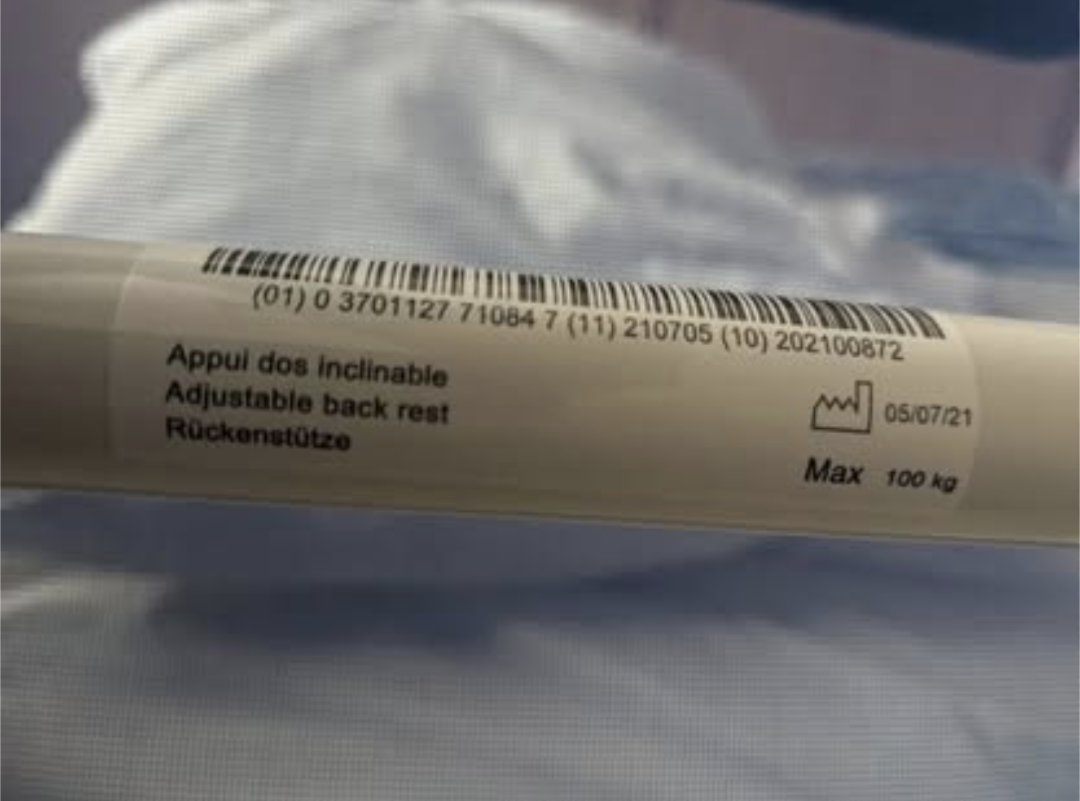 (01) 0 3701127 71084 7 (11) 210705 (10) 202100872
Appui dos inclinable
Adjustable back rest
Rückenstütze
05/07/21
Max 100 kg